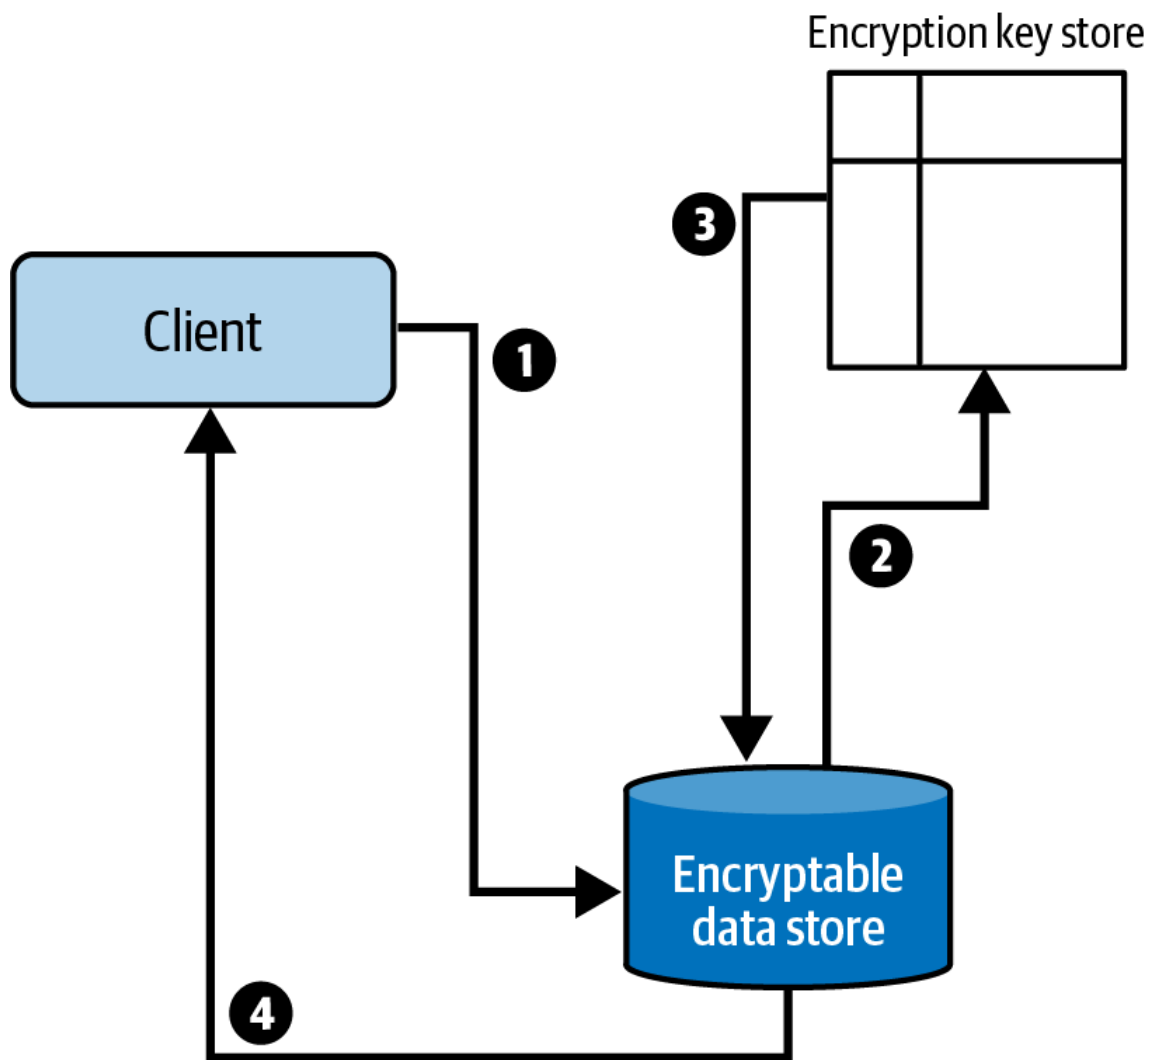 Encryption key store
3
Client
1
2
Encryptable
data store
4